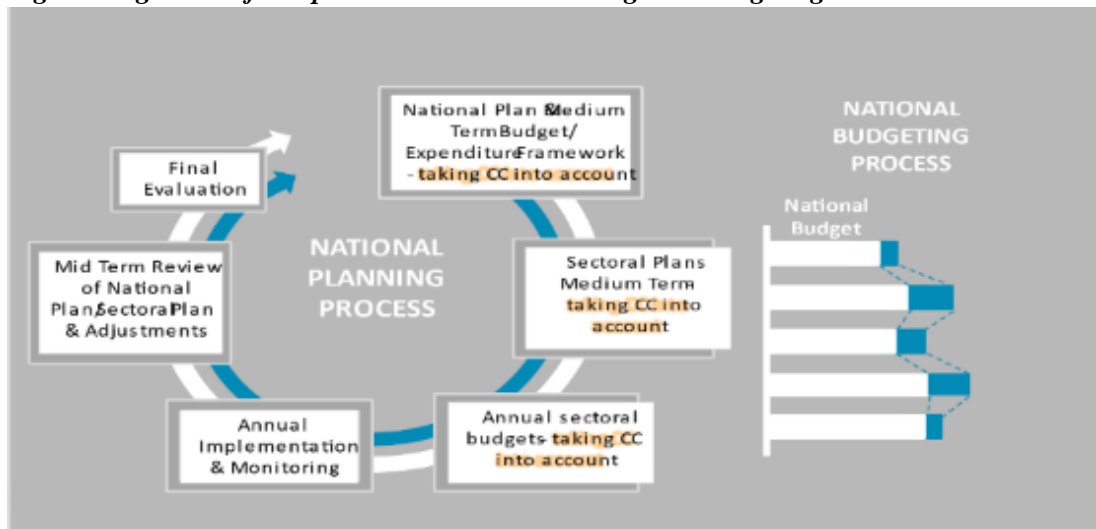 National Plan & Medium
Term Budget/
Expenditure Framework
- taking CC into account
NATIONAL
BUDGETING
PROCESS
Final
Evaluation
National
Budget
NATIONAL
PLANNING
PROCESS
Sectoral Plans
Medium Term
taking CC into
account
Mid Term Review
of National
Plan/Sectoral Plan
& Adjustments
Annual sectoral
budgets- taking CC
into account
Annual
Implementation
& Monitoring